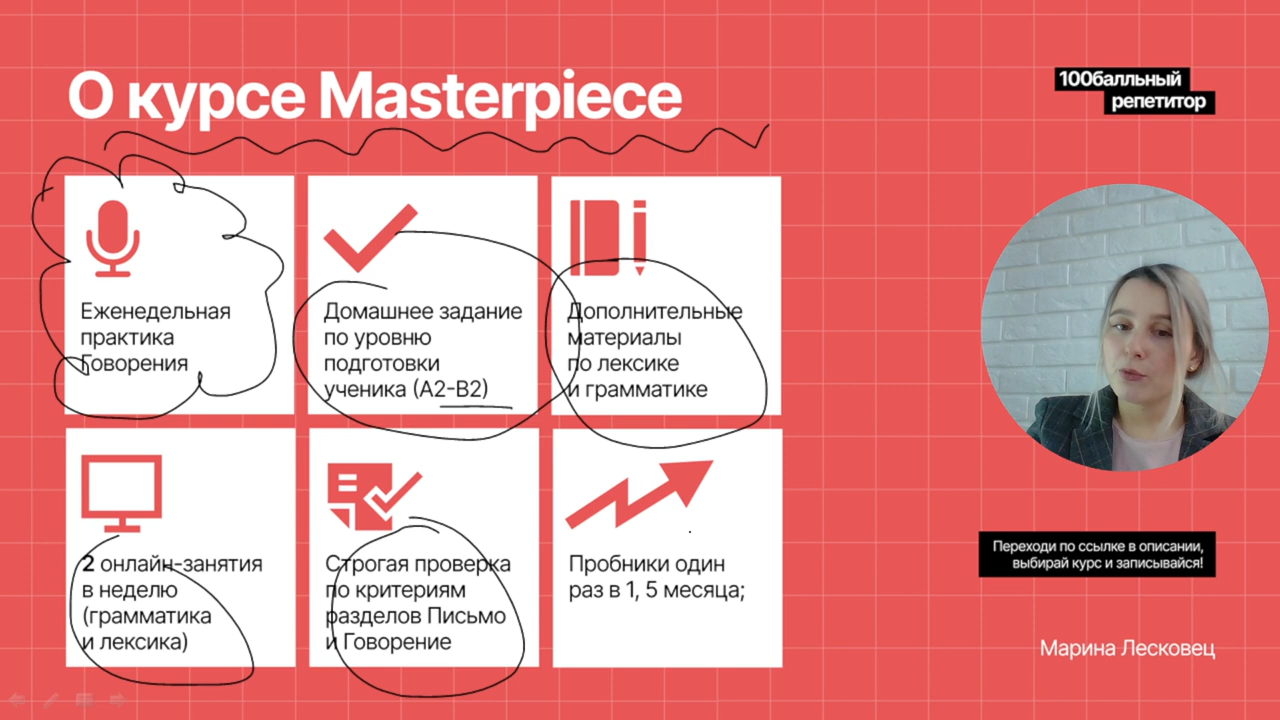 О курсе Masterpiece
100балльный
репетитор
Еженедельная
практика
Говорения
Домашнее задание
по уровню
подготовки
ученика (А2-В2)
Дополнительные
материалы
по лексике
и грамматике
2 онлайн-занятия
в неделю
(грамматика
и лексика)
Строгая проверка
по критериям
разделов Письмо
и Говорение
Пробники один
раз в 1, 5 месяца;
Переходи по ссылке в описании,
выбирай курс и записывайся!
Марина Лесковец